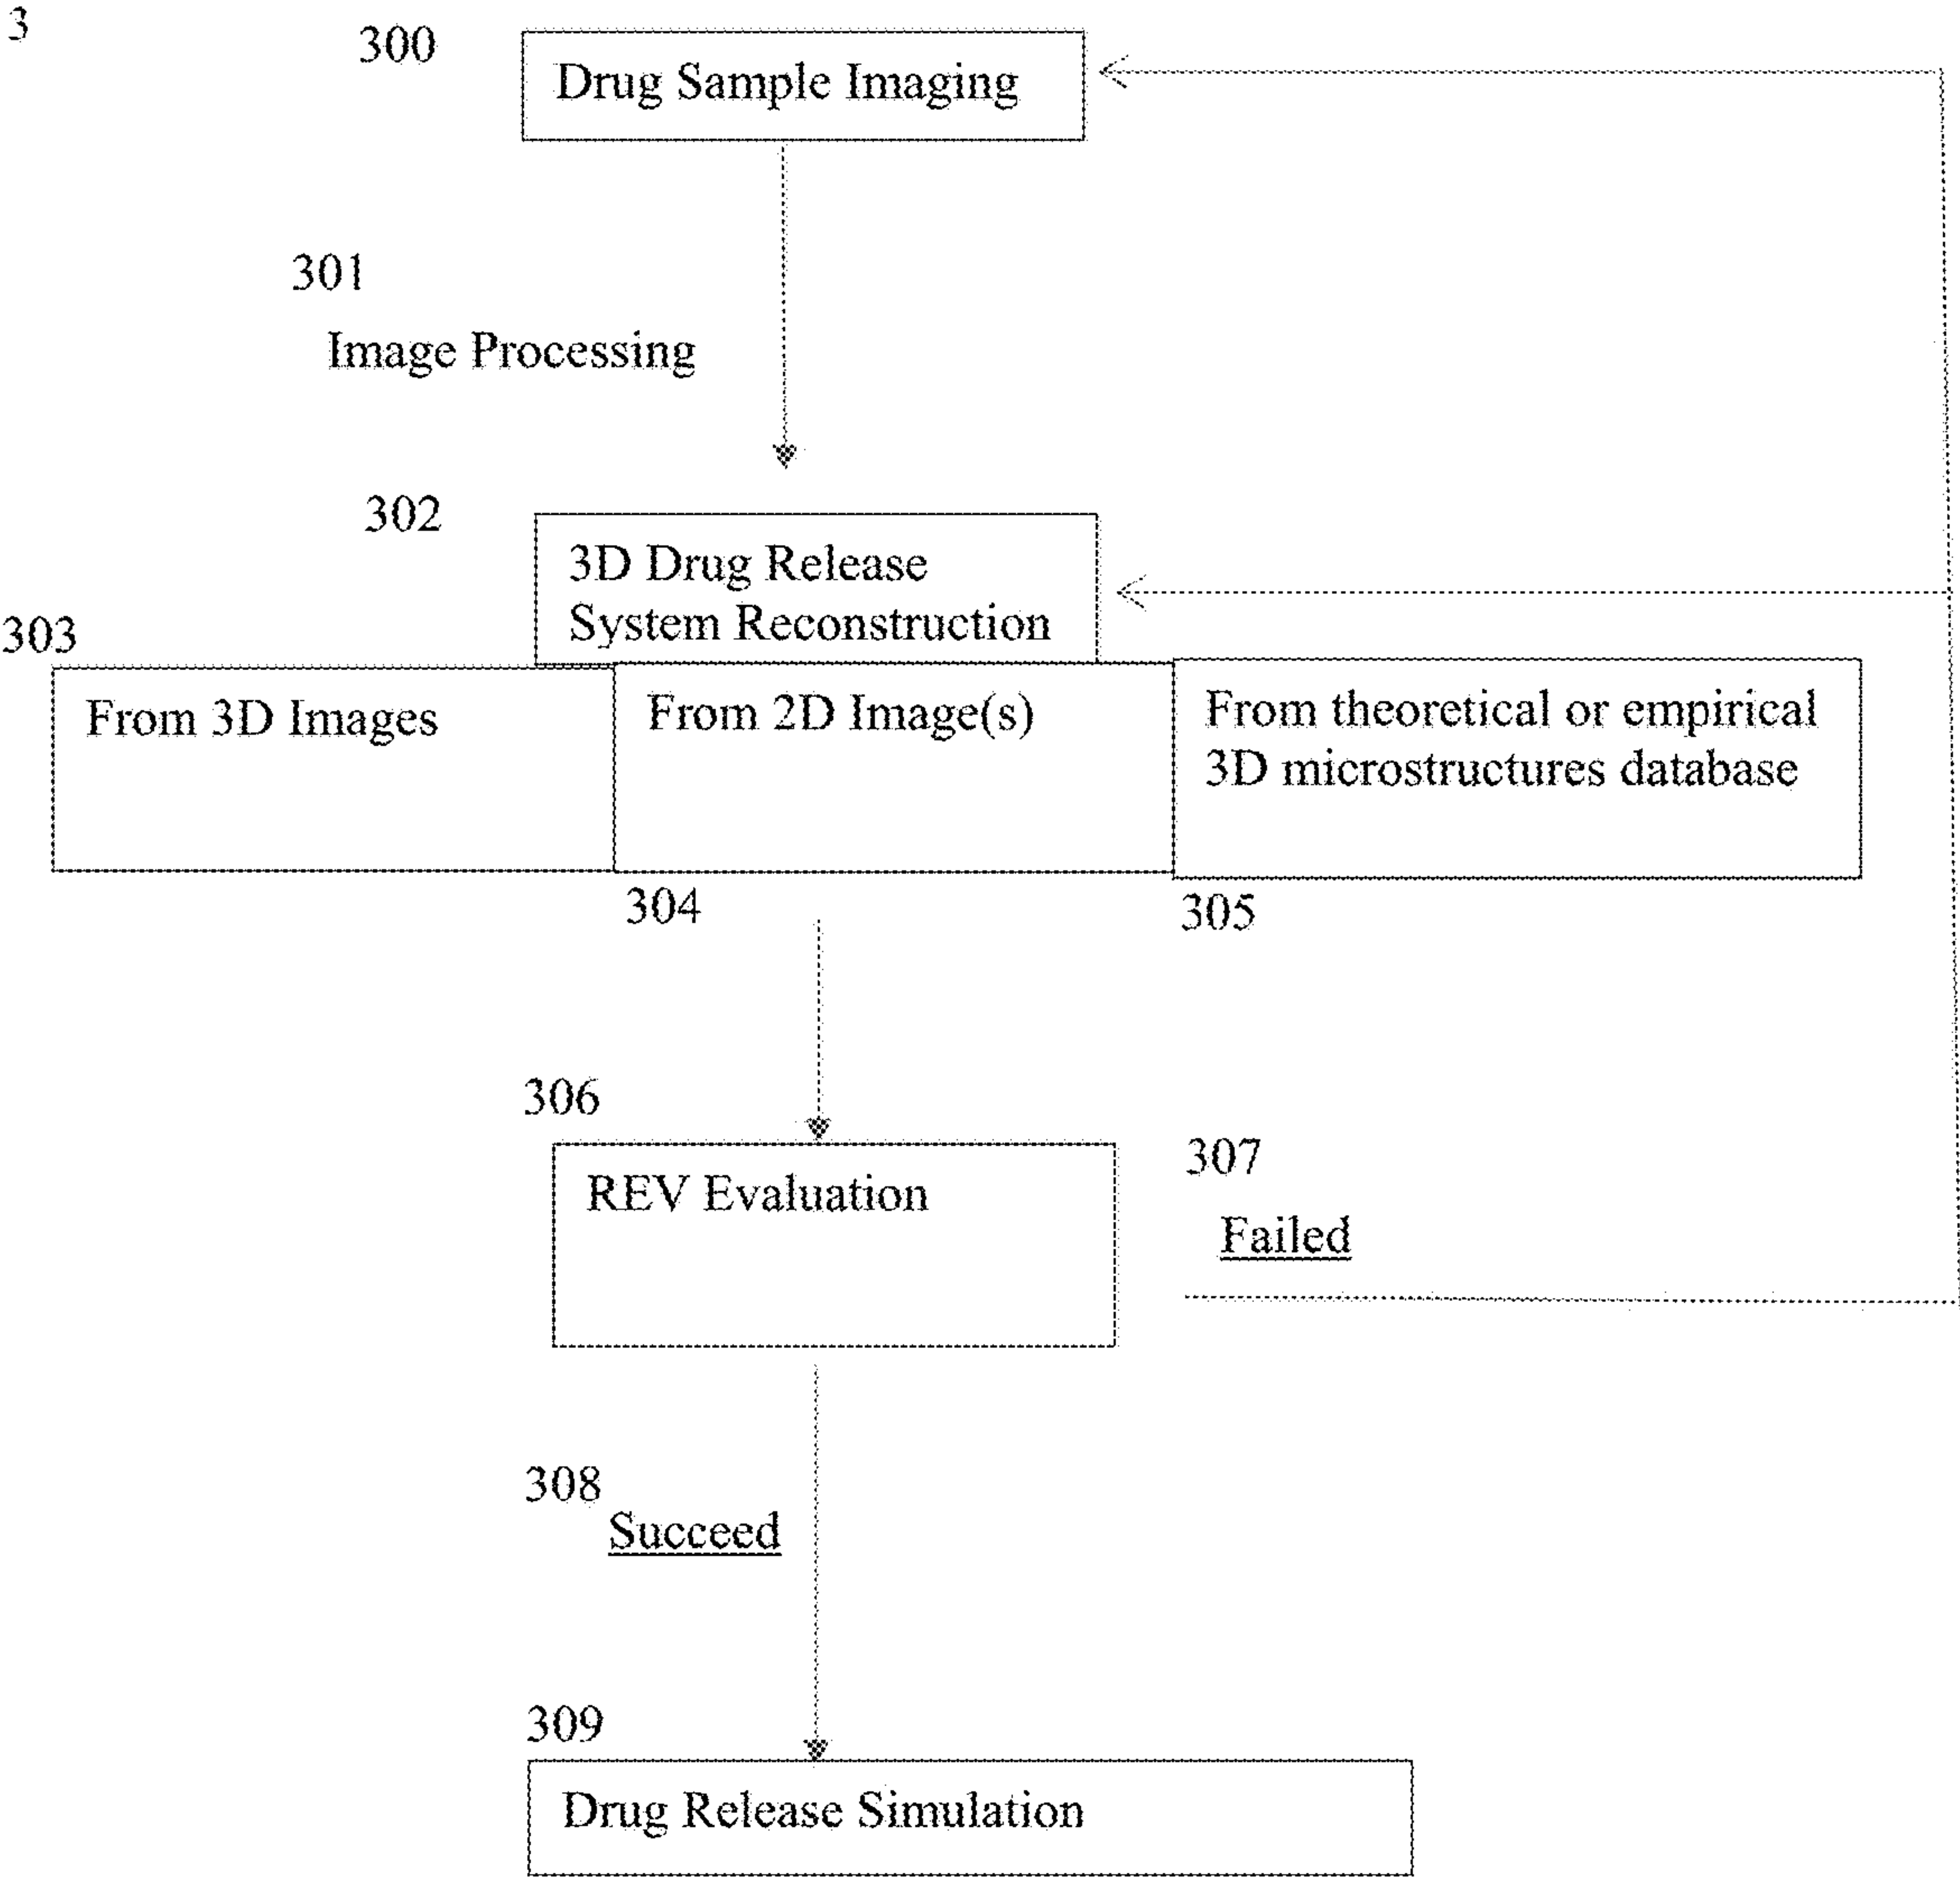 3
300
Drug Sample Imaging
301
Image Processing
302
3D Drug Release
System Reconstruction
303
From 3D Images
From 2D Image(s)
From theoretical or empirical
3D microstructures database
304
305
306
REV Evaluation
307
Failed
308
Succeed
309
Drug Release Simulation